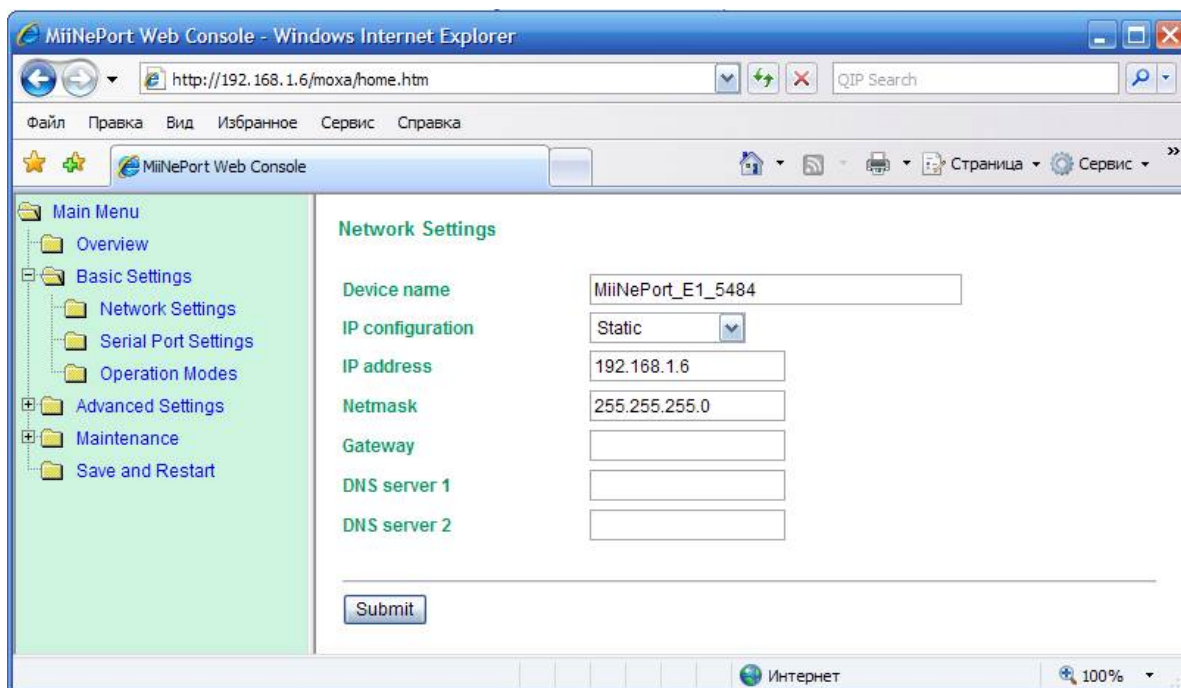 MiiNePort Web Console - Windows Internet Explorer
http://192.168.1.6/moxa/home.htm
QIP Search
Файл Правка Вид Избранное Сервис Справка
MiiNePort Web Console
Страница Сервис »
Main Menu
Overview
Basic Settings
Network Settings
Serial Port Settings
Operation Modes
Advanced Settings
Maintenance
Save and Restart
Network Settings
Device name MiiNePort_E1_5484
IP configuration Static
IP address 192.168.1.6
Netmask 255.255.255.0
Gateway
DNS server 1
DNS server 2
Submit
Интернет 100%